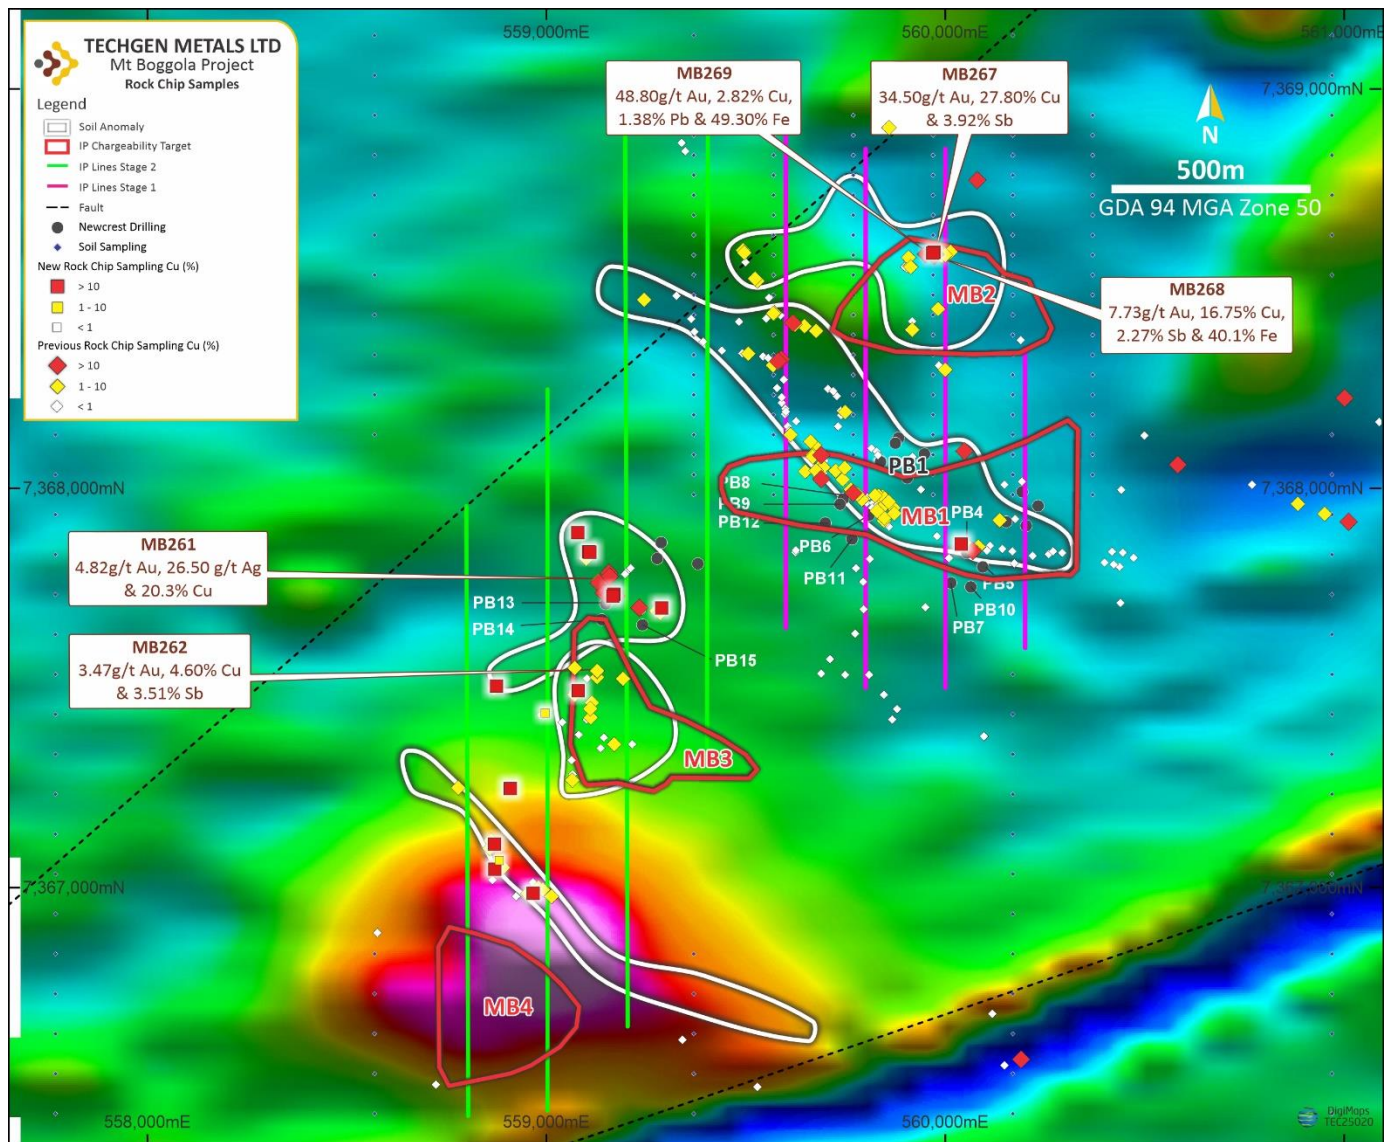 559,000mE
560,000mE
561,000mE
TECHGEN METALS LTD
Mt Boggola Project
Rock Chip Samples
Legend
Soil Anomaly
IP Chargeability Target
IP Lines Stage 2
IP Lines Stage 1
Fault
Newcrest Drilling
Soil Sampling
New Rock Chip Sampling Cu (%)
> 10
1 - 10
< 1
Previous Rock Chip Sampling Cu (%)
> 10
1 - 10
< 1
MB269
48.80g/t Au, 2.82% Cu,
1.38% Pb & 49.30% Fe
MB267
34.50g/t Au, 27.80% Cu
& 3.92% Sb
7,369,000mN
N
500m
GDA 94 MGA Zone 50
MB2
MB268
7.73g/t Au, 16.75% Cu,
2.27% Sb & 40.1% Fe
7,368,000mN
7,368,000mN
PB1
PB8
PB9
PB12
MB1
PB4
PB6
PB11
PB5
PB10
PB7
MB261
4.82g/t Au, 26.50 g/t Ag
& 20.3% Cu
PB13
PB14
PB15
MB262
3.47g/t Au, 4.60% Cu
& 3.51% Sb
MB3
7,367,000mN
7,367,000mN
MB4
558,000mE
559,000mE
560,000mE
DigiMaps
TEC25020